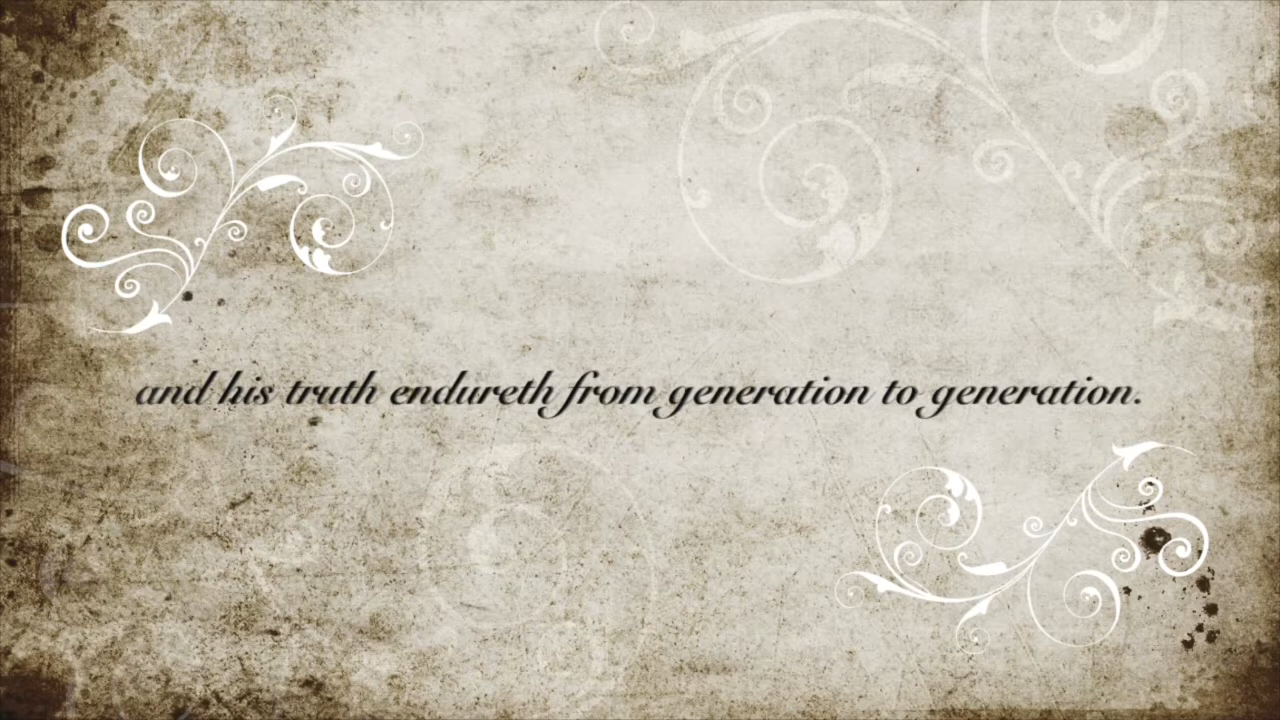 and his truth endureth from generation to generation.